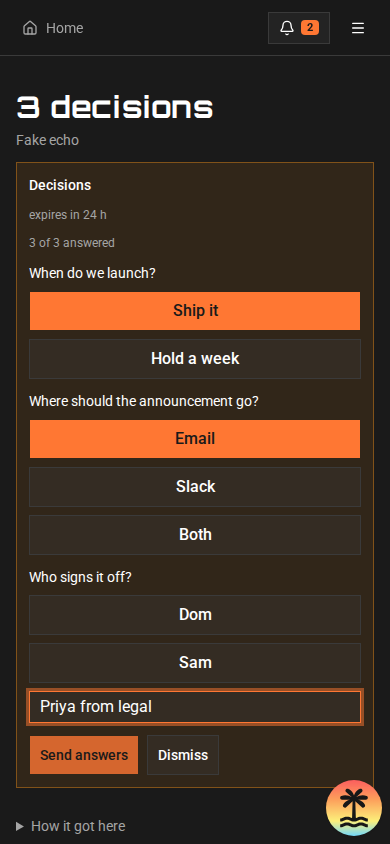 Home
2
3 decisions
Fake echo
Decisions
expires in 24 h
3 of 3 answered
When do we launch?
Ship it
Hold a week
Where should the announcement go?
Email
Slack
Both
Who signs it off?
Dom
Sam
Priya from legal
Send answers
Dismiss
How it got here